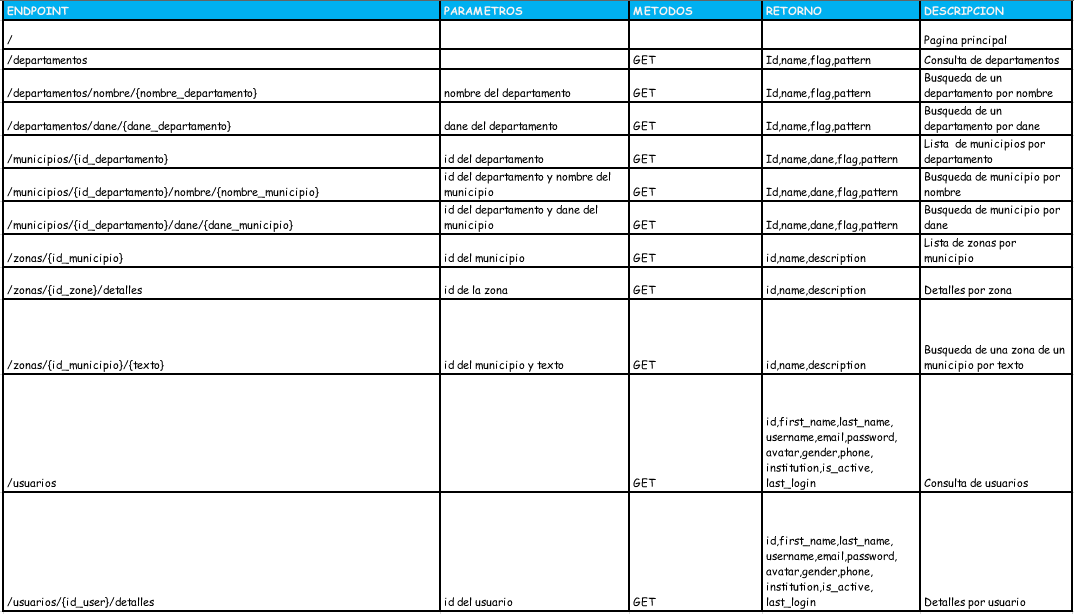 ENDPOINT PARAMETROS METODOS RETORNO DESCRIPCION
/ Pagina principal
/departamentos GET Id,name,flag,pattern Consulta de departamentos
Busqueda de un
/departamentos/nombre/{nombre_departamento} nombre del departamento GET Id,name,flag,pattern departamento por nombre
Busqueda de un
/departamentos/dane/{dane_departamento} dane del departamento GET Id,name,flag,pattern departamento por dane
Lista de municipios por
/municipios/{id_departamento} id del departamento GET Id,name,dane,flag,pattern departamento
id del departamento y nombre del Busqueda de municipio por
/municipios/{id_departamento}/nombre/{nombre_municipio} municipio GET Id,name,dane,flag,pattern nombre
id del departamento y dane del Busqueda de municipio por
/municipios/{id_departamento}/dane/{dane_municipio} municipio GET Id,name,dane,flag,pattern dane
Lista de zonas por
/zonas/{id_municipio} id del municipio GET id,name,description municipio
/zonas/{id_zone}/detalles id de la zona GET id,name,description Detalles por zona
Busqueda de una zona de un
/zonas/{id_municipio}/{texto} id del municipio y texto GET id,name,description municipio por texto
id,first_name,last_name,
username,email,password,
avatar,gender,phone,
institution,is_active,
/usuarios GET last_login Consulta de usuarios
id,first_name,last_name,
username,email,password,
avatar,gender,phone,
institution,is_active,
/usuarios/{id_user}/detalles id del usuario GET last_login Detalles por usuario